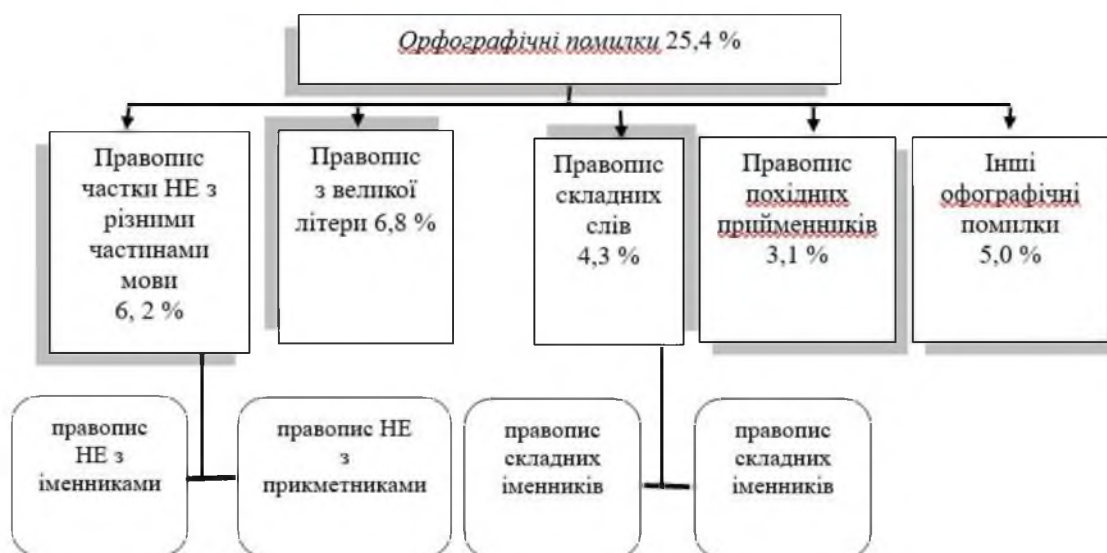 Орфографічні помилки 25,4 %
Правопис
частки НЕ з
різними
частинами
мови
6, 2 %
Правопис
з великої
літери 6,8 %
Правопис
складних
слів
4,3 %
Правопис
похідних
прийменників
3,1 %
Інші
офографічні
помилки
5,0 %
правопис
НЕ з
іменниками
правопис НЕ
з
прикметниками
правопис
складних
іменників
правопис
складних
іменників